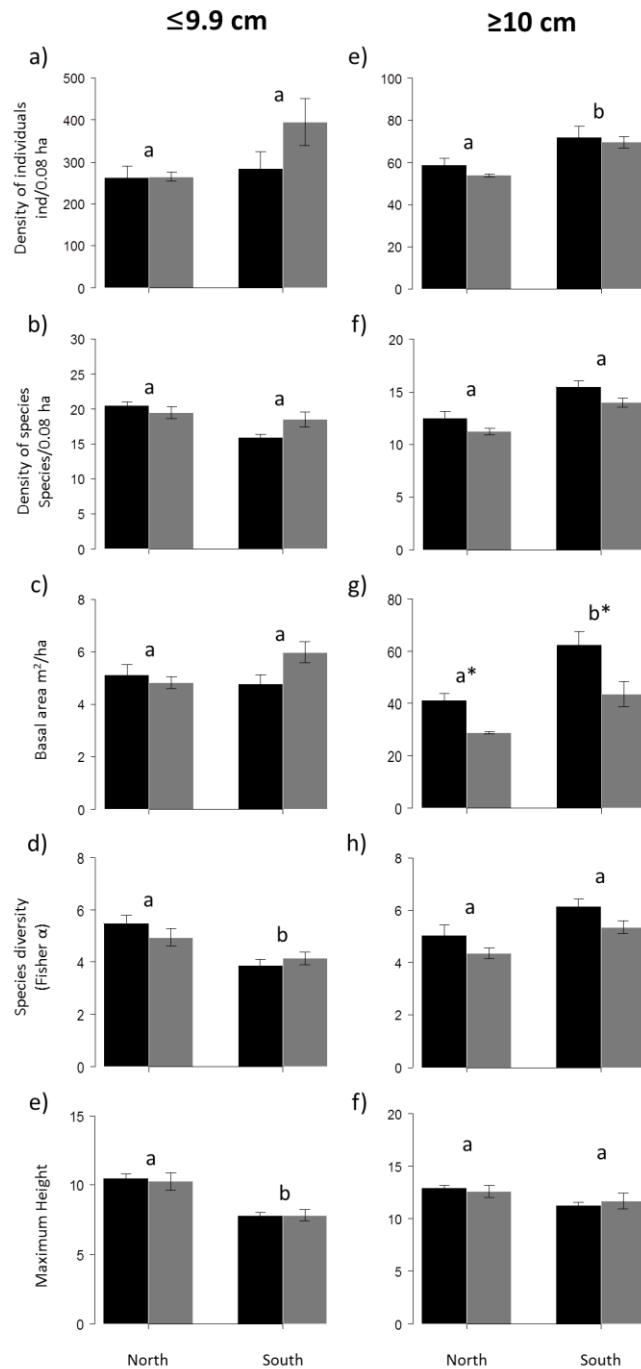 ≤9.9 cm
≥10 cm
a)
Density of individuals
ind/0.08 ha
500
400
300
200
100
0
a
a
e)
100
80
60
40
20
0
a
b
b)
Density of species
Species/0.08 ha
30
25
20
15
10
5
0
a
a
f)
20
15
10
5
0
a
a
c)
Basal area m²/ha
8
6
4
2
0
a
a
g)
80
60
40
20
0
a*
b*
d)
Species diversity
(Fisher α)
8
6
4
2
0
a
b
h)
8
6
4
2
0
a
a
e)
Maximum Height
15
10
5
0
a
b
North
South
f)
20
15
10
5
0
a
a
North
South